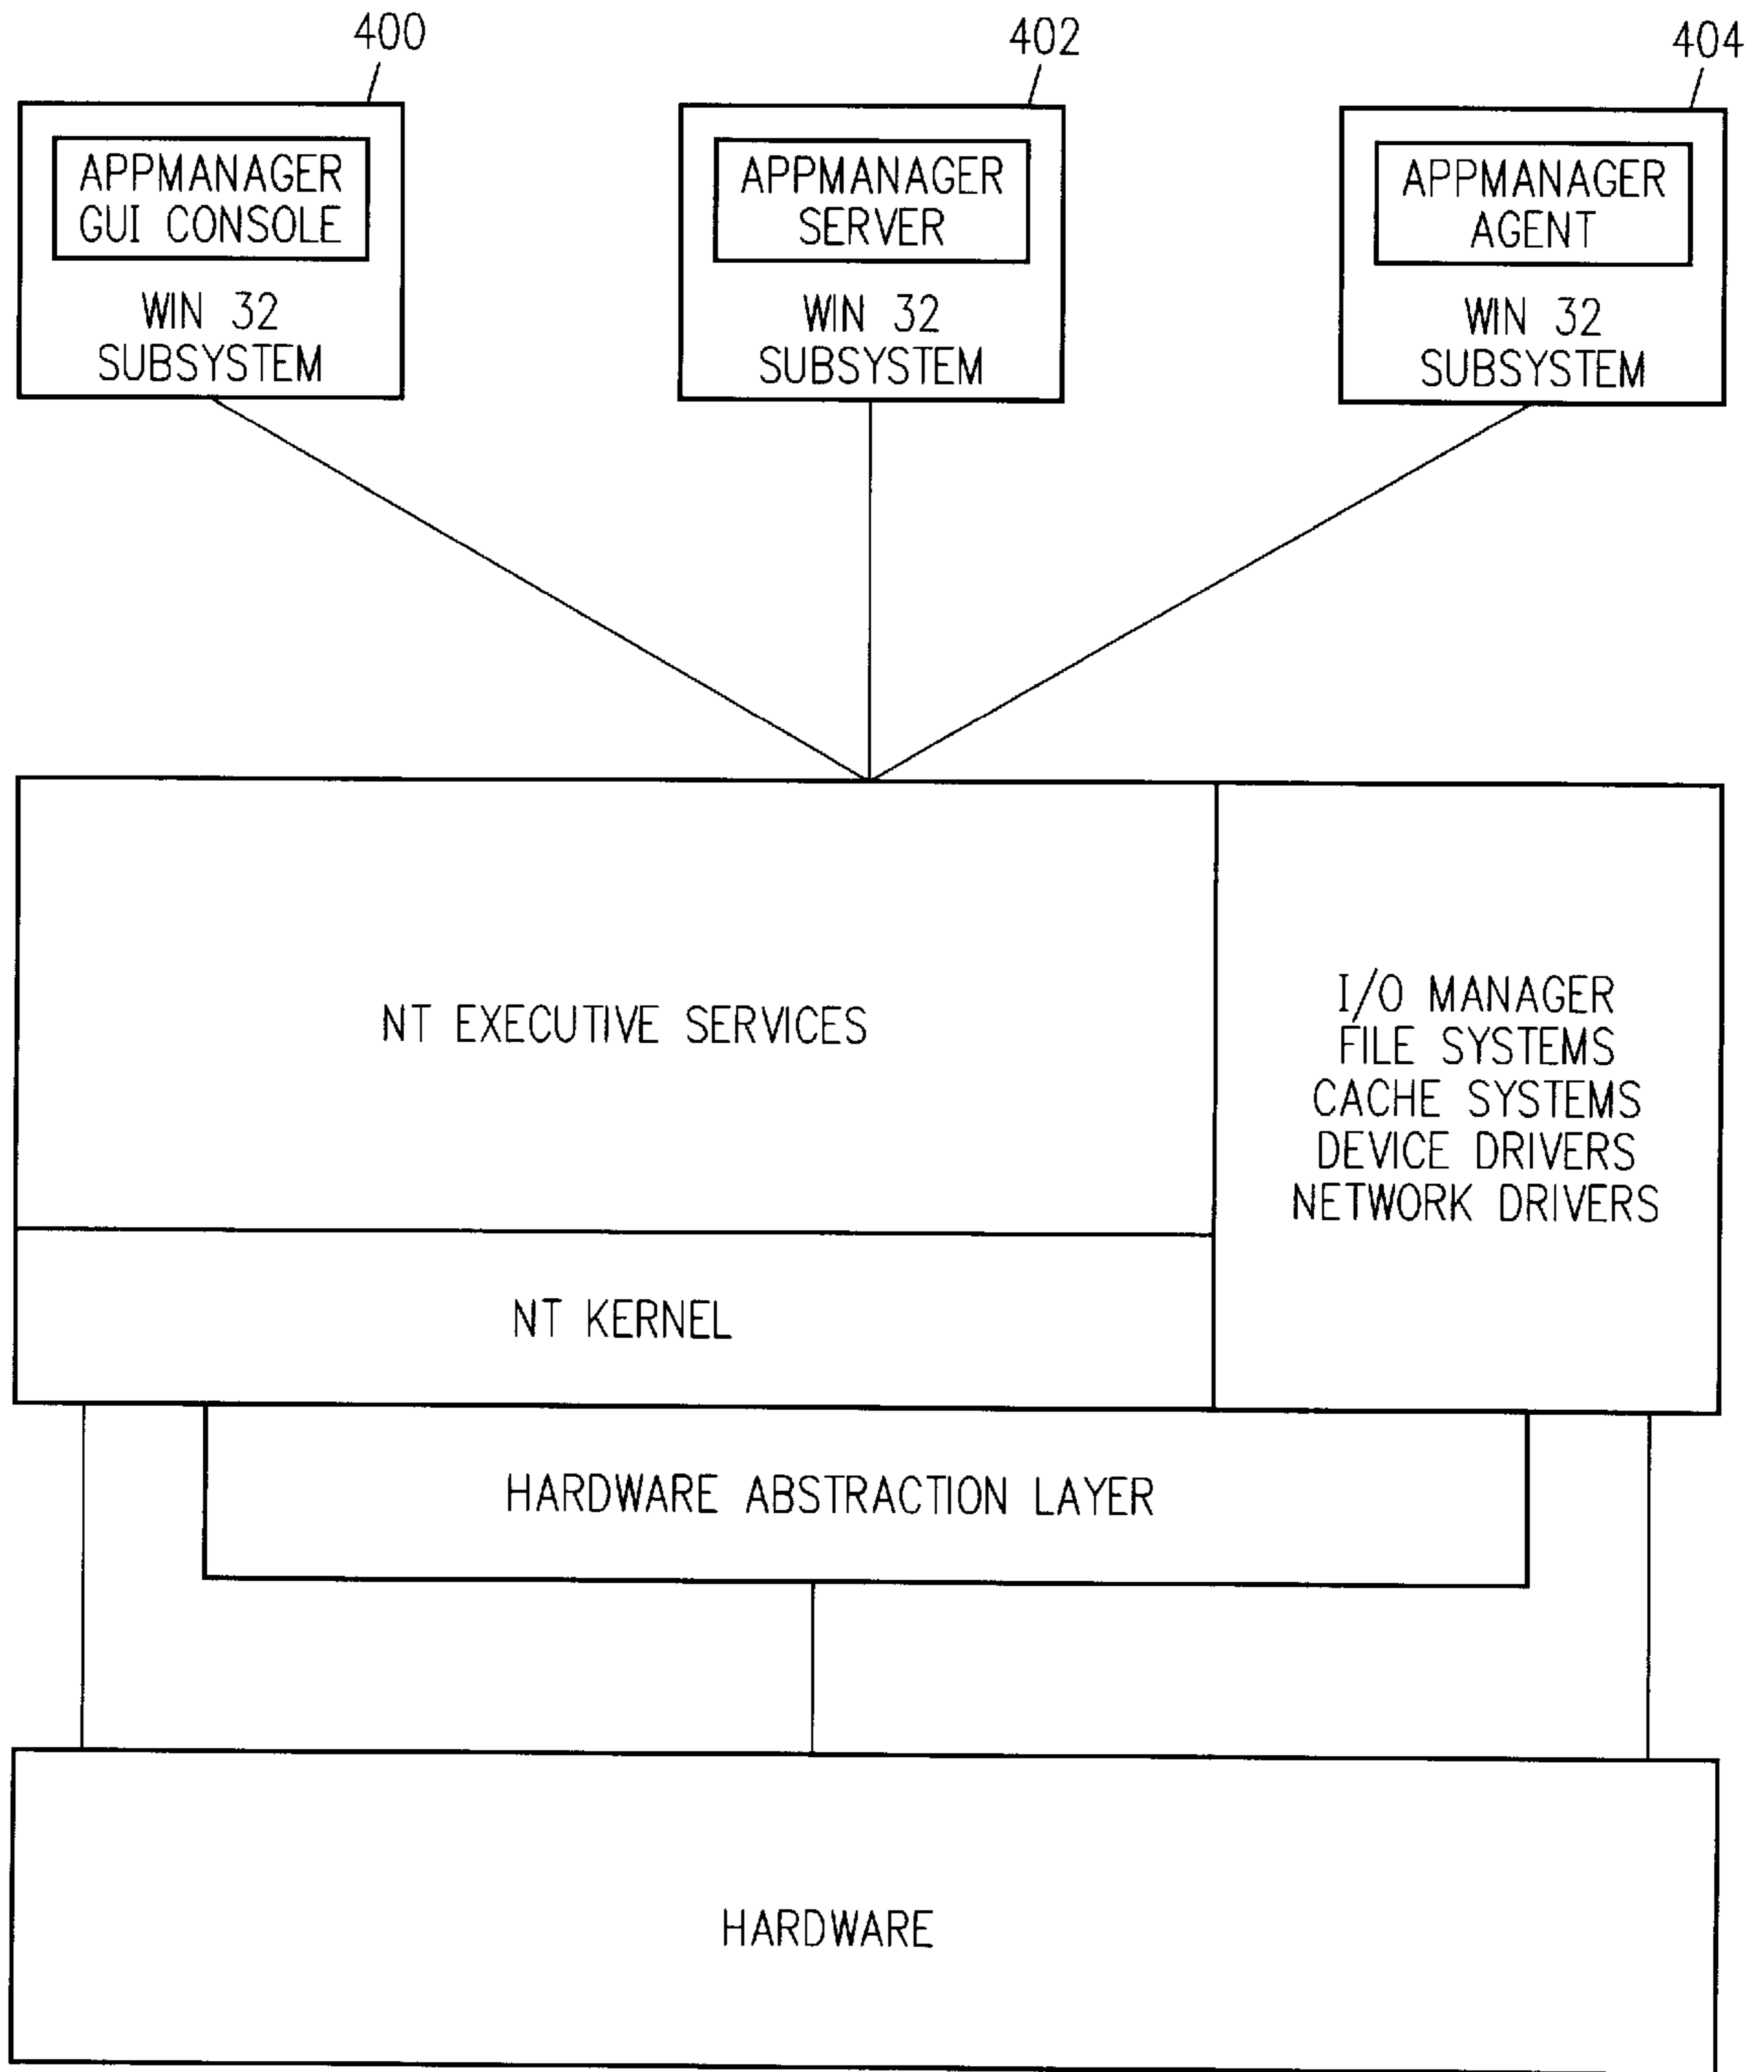 400
402
404
APPMANAGER
GUI CONSOLE
WIN 32
SUBSYSTEM
APPMANAGER
SERVER
WIN 32
SUBSYSTEM
APPMANAGER
AGENT
WIN 32
SUBSYSTEM
NT EXECUTIVE SERVICES
I/O MANAGER
FILE SYSTEMS
CACHE SYSTEMS
DEVICE DRIVERS
NETWORK DRIVERS
NT KERNEL
HARDWARE ABSTRACTION LAYER
HARDWARE